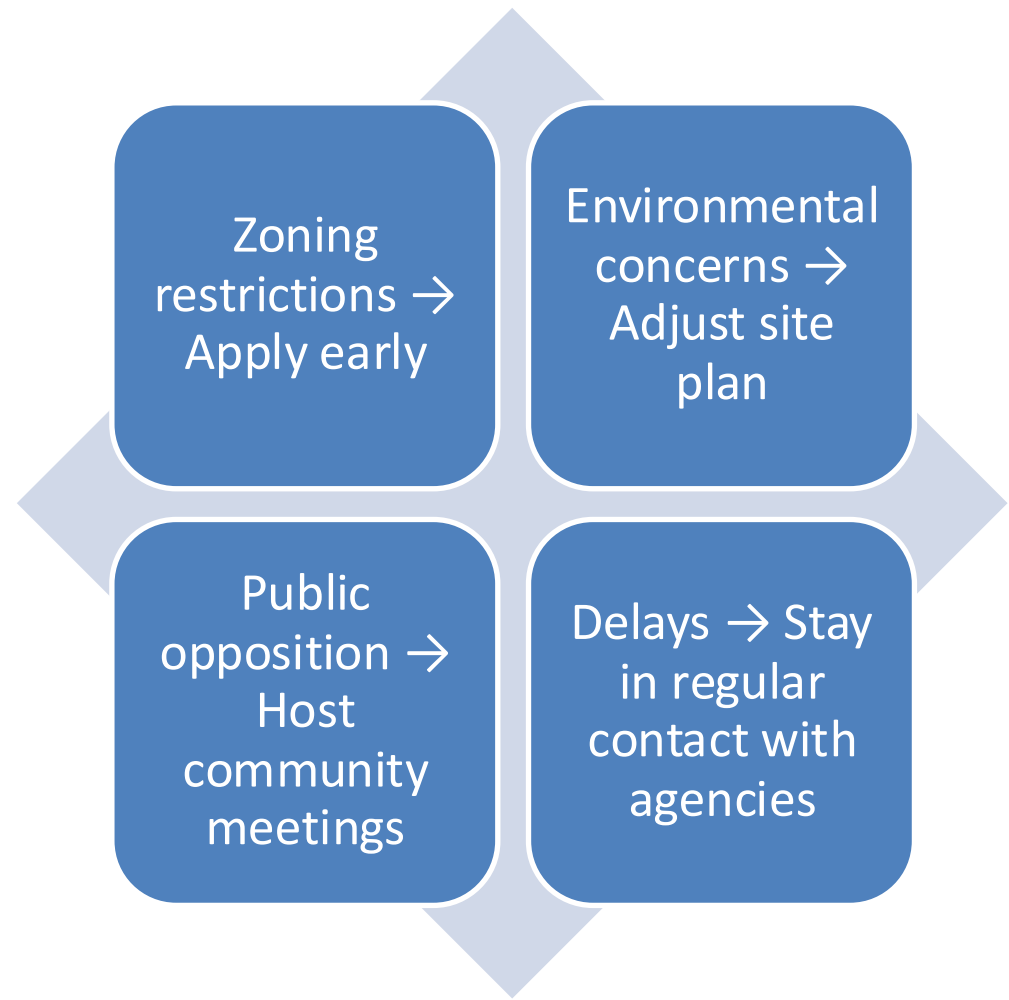 Zoning
restrictions →
Apply early
Environmental
concerns →
Adjust site
plan
Public
opposition →
Host
community
meetings
Delays → Stay
in regular
contact with
agencies